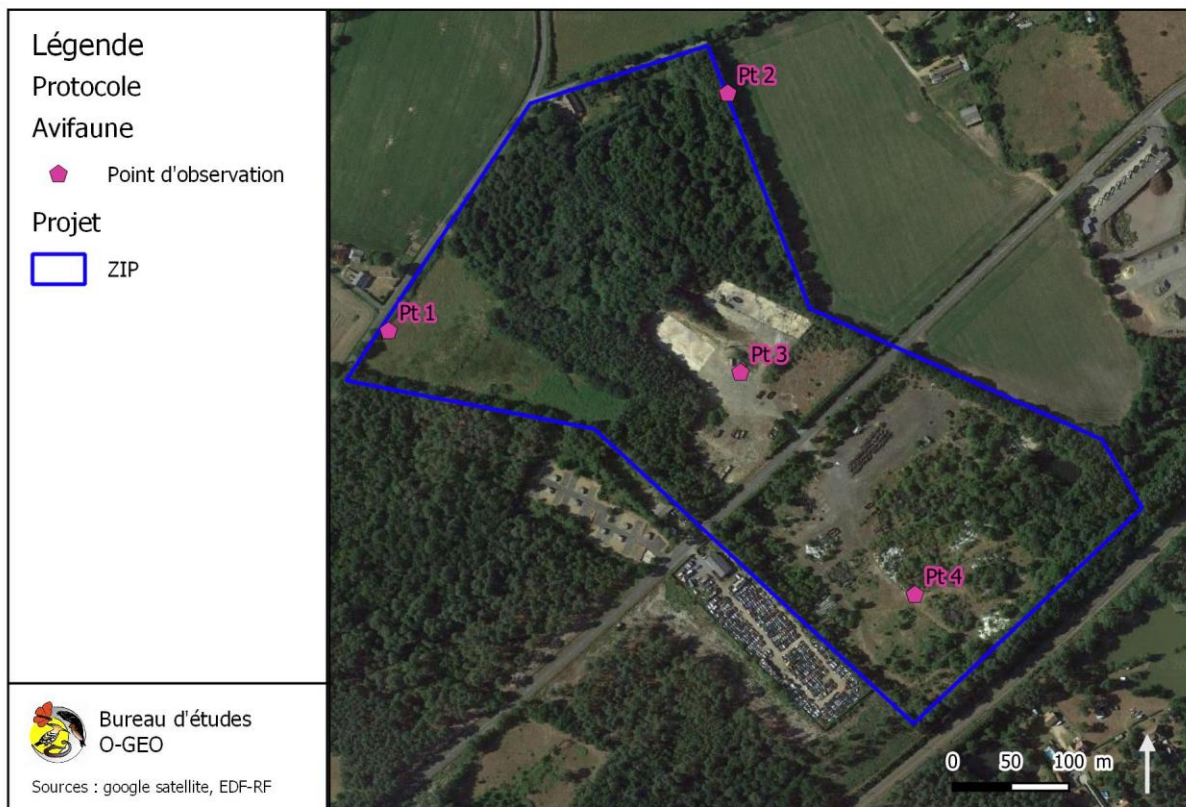 Légende
Protocole
Avifaune
Point d'observation
Projet
ZIP
Bureau d'études
O-GEO
Sources : google satellite, EDF-RF
Pt 2
Pt 1
Pt 3
Pt 4
0 50 100 m